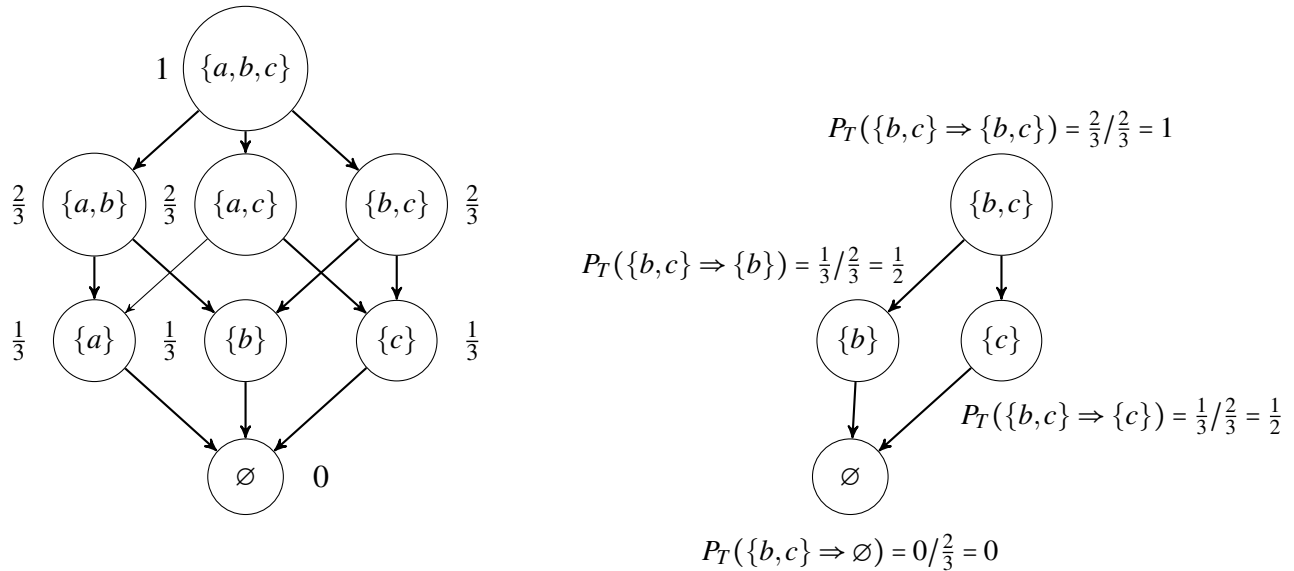 1 {a,b,c}
2/3 {a,b} 2/3 {a,c} {b,c} 2/3
1/3 {a} 1/3 {b} {c} 1/3
∅ 0
P_T({b,c} ⇒ {b,c}) = 2/3 / 2/3 = 1
{b,c}
P_T({b,c} ⇒ {b}) = 1/3 / 2/3 = 1/2
{b} {c}
P_T({b,c} ⇒ {c}) = 1/3 / 2/3 = 1/2
∅
P_T({b,c} ⇒ ∅) = 0 / 2/3 = 0